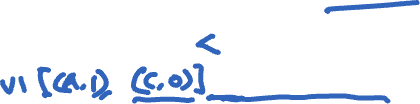 <
v1 [(A,1), (C,0)]